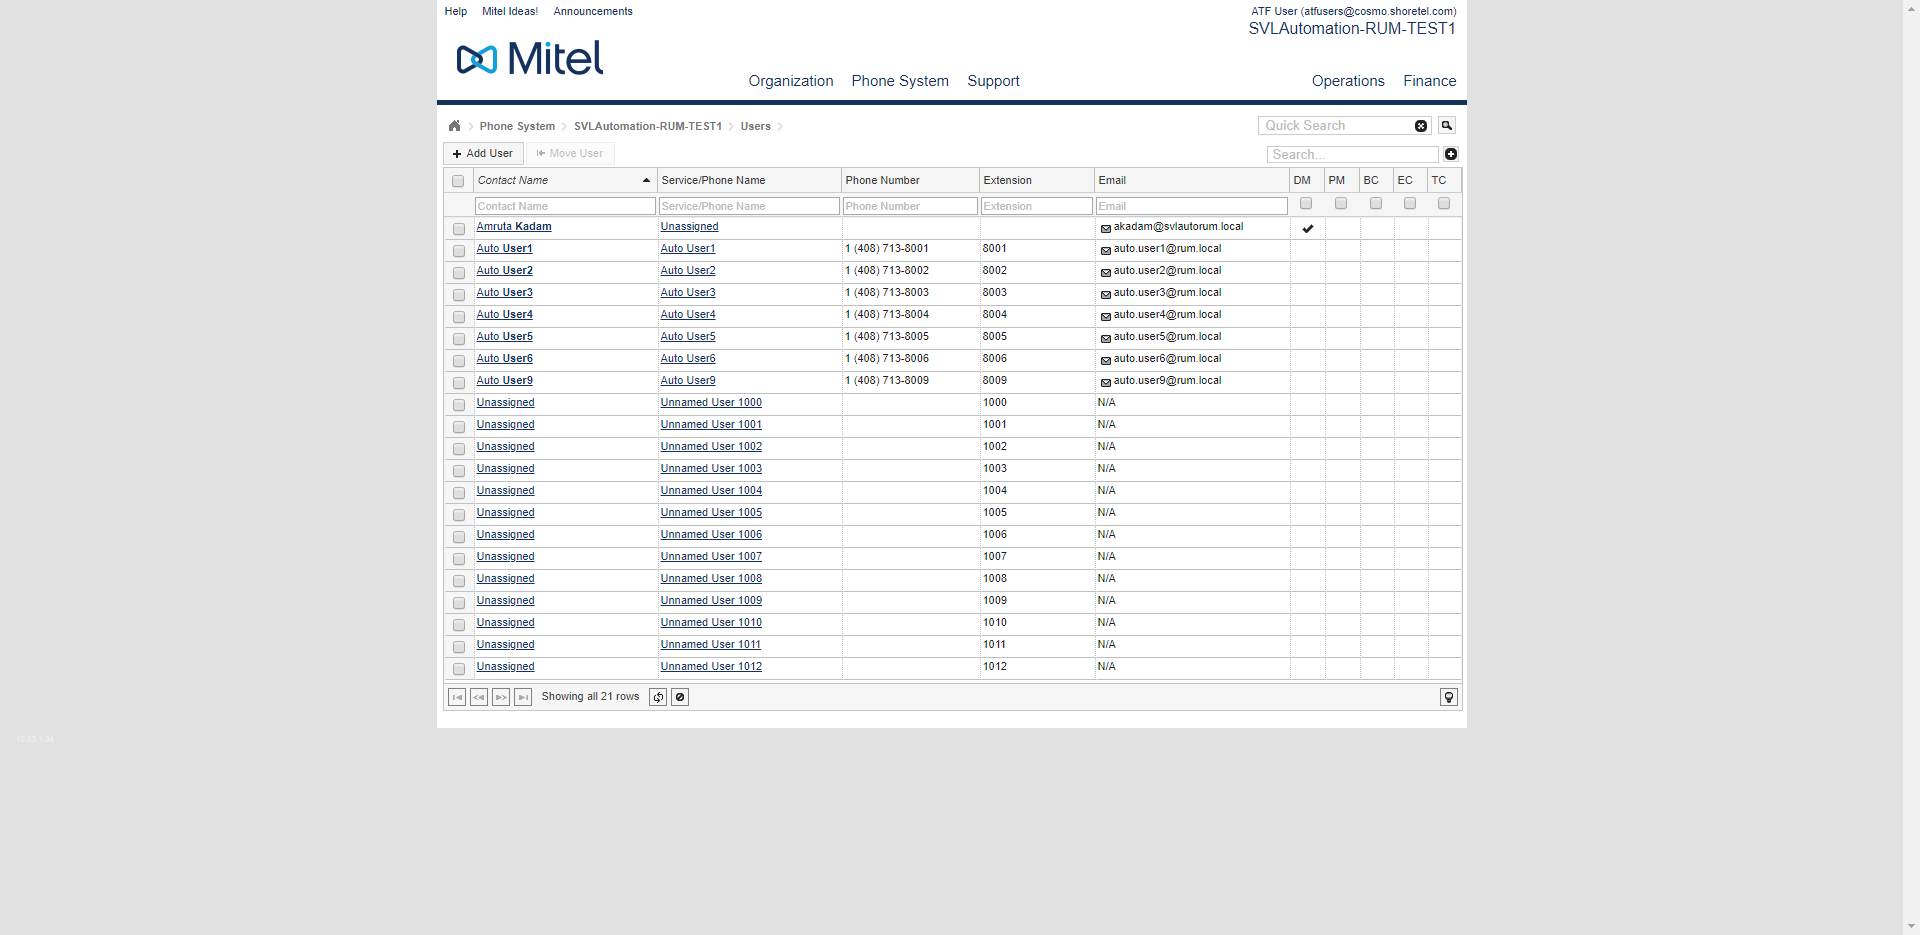 Help Mitel Ideas! Announcements ATF User (atfusers@cosmo.shoretel.com)
SVLAutomation-RUM-TEST1
Mitel
Organization Phone System Support Operations Finance
Phone System SVLAutomation-RUM-TEST1 Users Quick Search
Add User Move User Search...
Contact Name Service/Phone Name Phone Number Extension Email DM PM BC EC TC
Contact Name Service/Phone Name Phone Number Extension Email
Amruta Kadam Unassigned akadam@svlautorum.local
Auto User1 Auto User1 1 (408) 713-8001 8001 auto.user1@rum.local
Auto User2 Auto User2 1 (408) 713-8002 8002 auto.user2@rum.local
Auto User3 Auto User3 1 (408) 713-8003 8003 auto.user3@rum.local
Auto User4 Auto User4 1 (408) 713-8004 8004 auto.user4@rum.local
Auto User5 Auto User5 1 (408) 713-8005 8005 auto.user5@rum.local
Auto User6 Auto User6 1 (408) 713-8006 8006 auto.user6@rum.local
Auto User9 Auto User9 1 (408) 713-8009 8009 auto.user9@rum.local
Unassigned Unnamed User 1000 1000 N/A
Unassigned Unnamed User 1001 1001 N/A
Unassigned Unnamed User 1002 1002 N/A
Unassigned Unnamed User 1003 1003 N/A
Unassigned Unnamed User 1004 1004 N/A
Unassigned Unnamed User 1005 1005 N/A
Unassigned Unnamed User 1006 1006 N/A
Unassigned Unnamed User 1007 1007 N/A
Unassigned Unnamed User 1008 1008 N/A
Unassigned Unnamed User 1009 1009 N/A
Unassigned Unnamed User 1010 1010 N/A
Unassigned Unnamed User 1011 1011 N/A
Unassigned Unnamed User 1012 1012 N/A
Showing all 21 rows